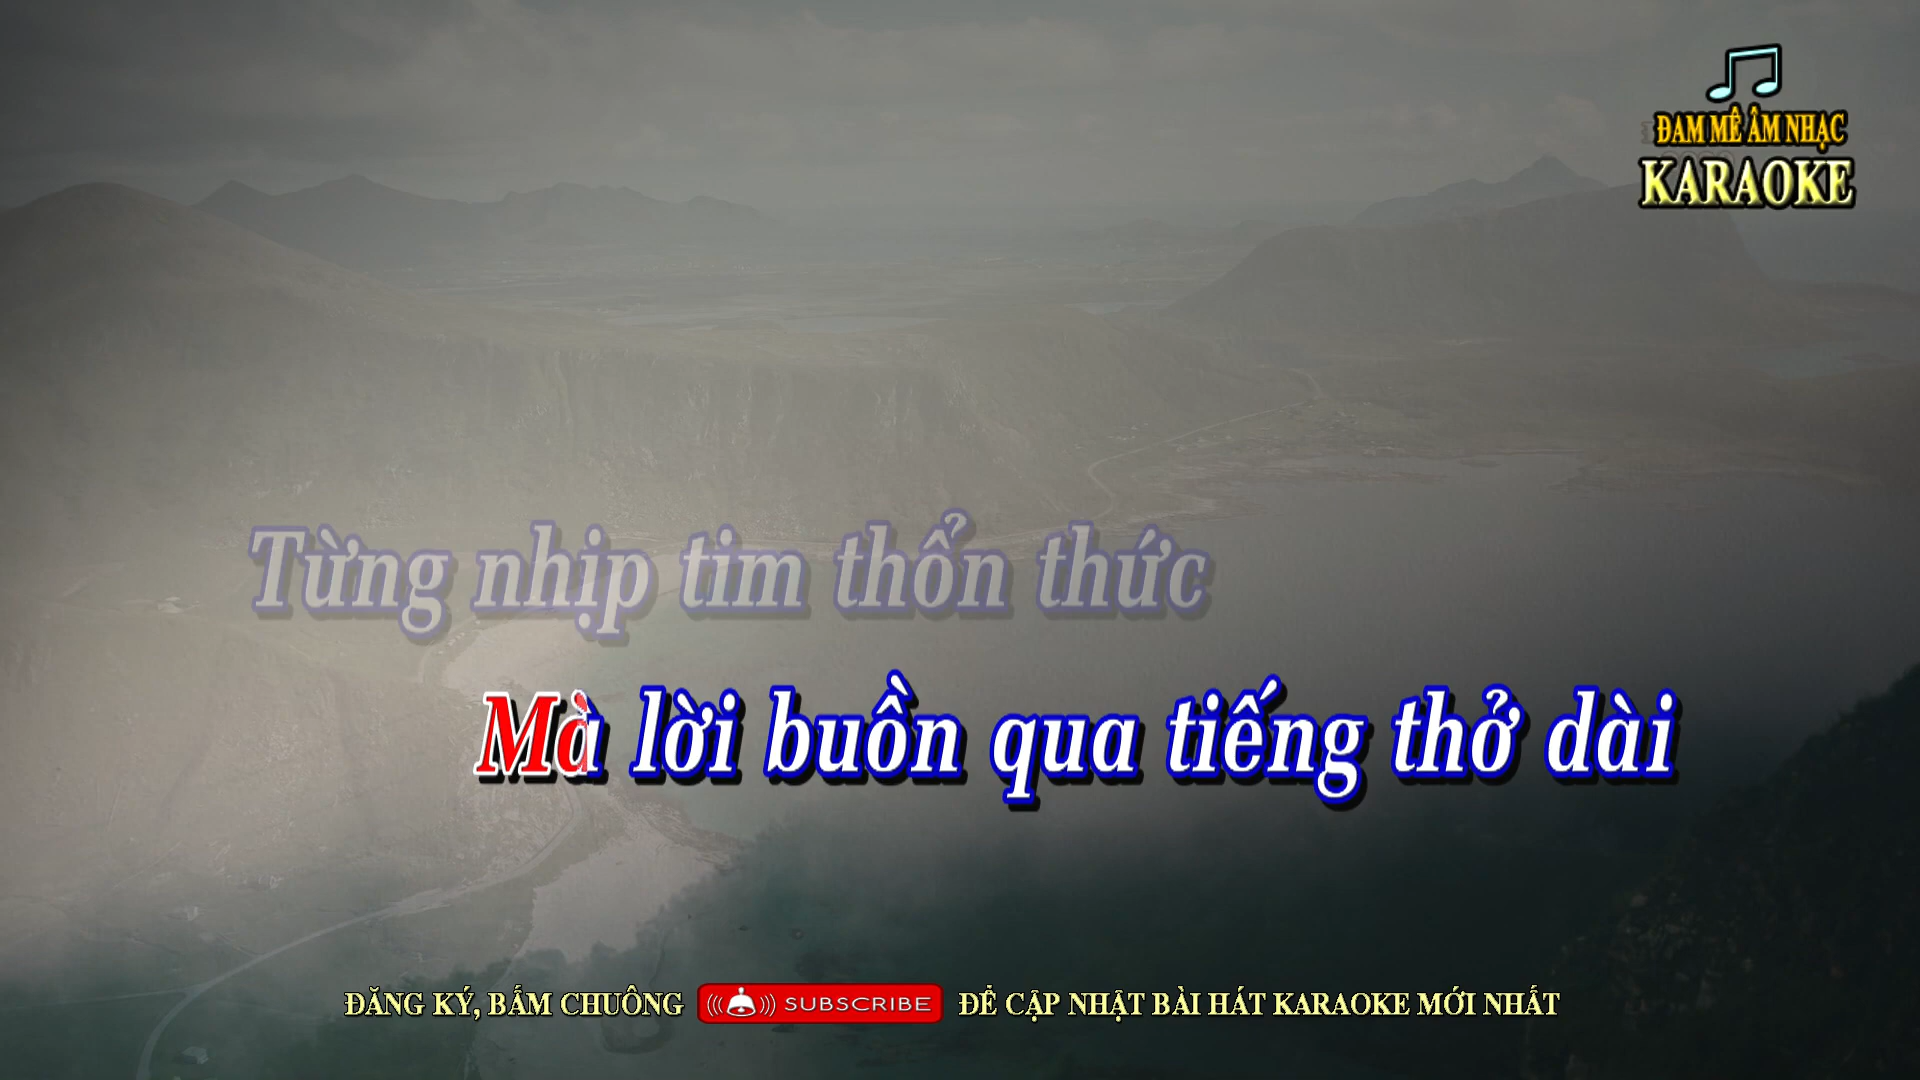 ĐAM MÊ ÂM NHẠC
KARAOKE
Từng nhịp tim thổn thức
Mà lời buồn qua tiếng thở dài
ĐĂNG KÝ, BẤM CHUÔNG SUBSCRIBE ĐỂ CẬP NHẬT BÀI HÁT KARAOKE MỚI NHẤT